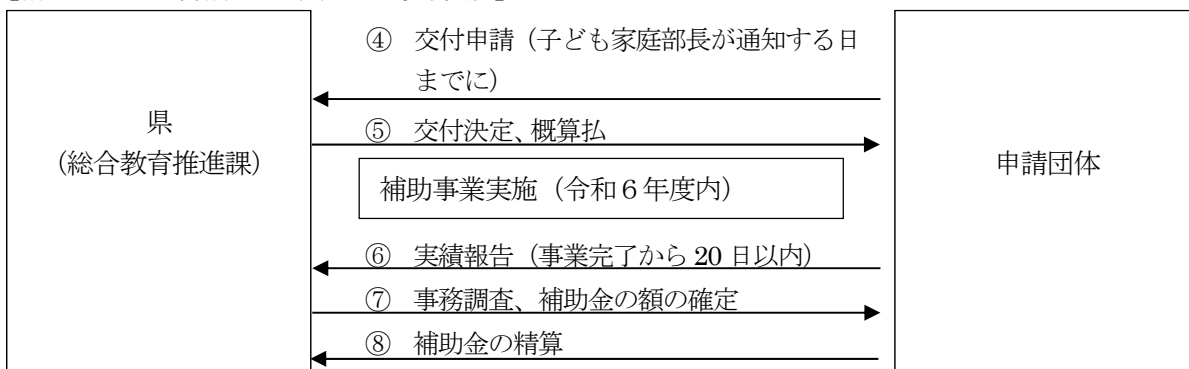 ④ 交付申請(子ども家庭部長が通知する日
までに)
県
(総合教育推進課)
⑤ 交付決定、概算払
申請団体
補助事業実施(令和6年度内)
⑥ 実績報告(事業完了から 20 日以内)
⑦ 事務調査、補助金の額の確定
⑧ 補助金の精算